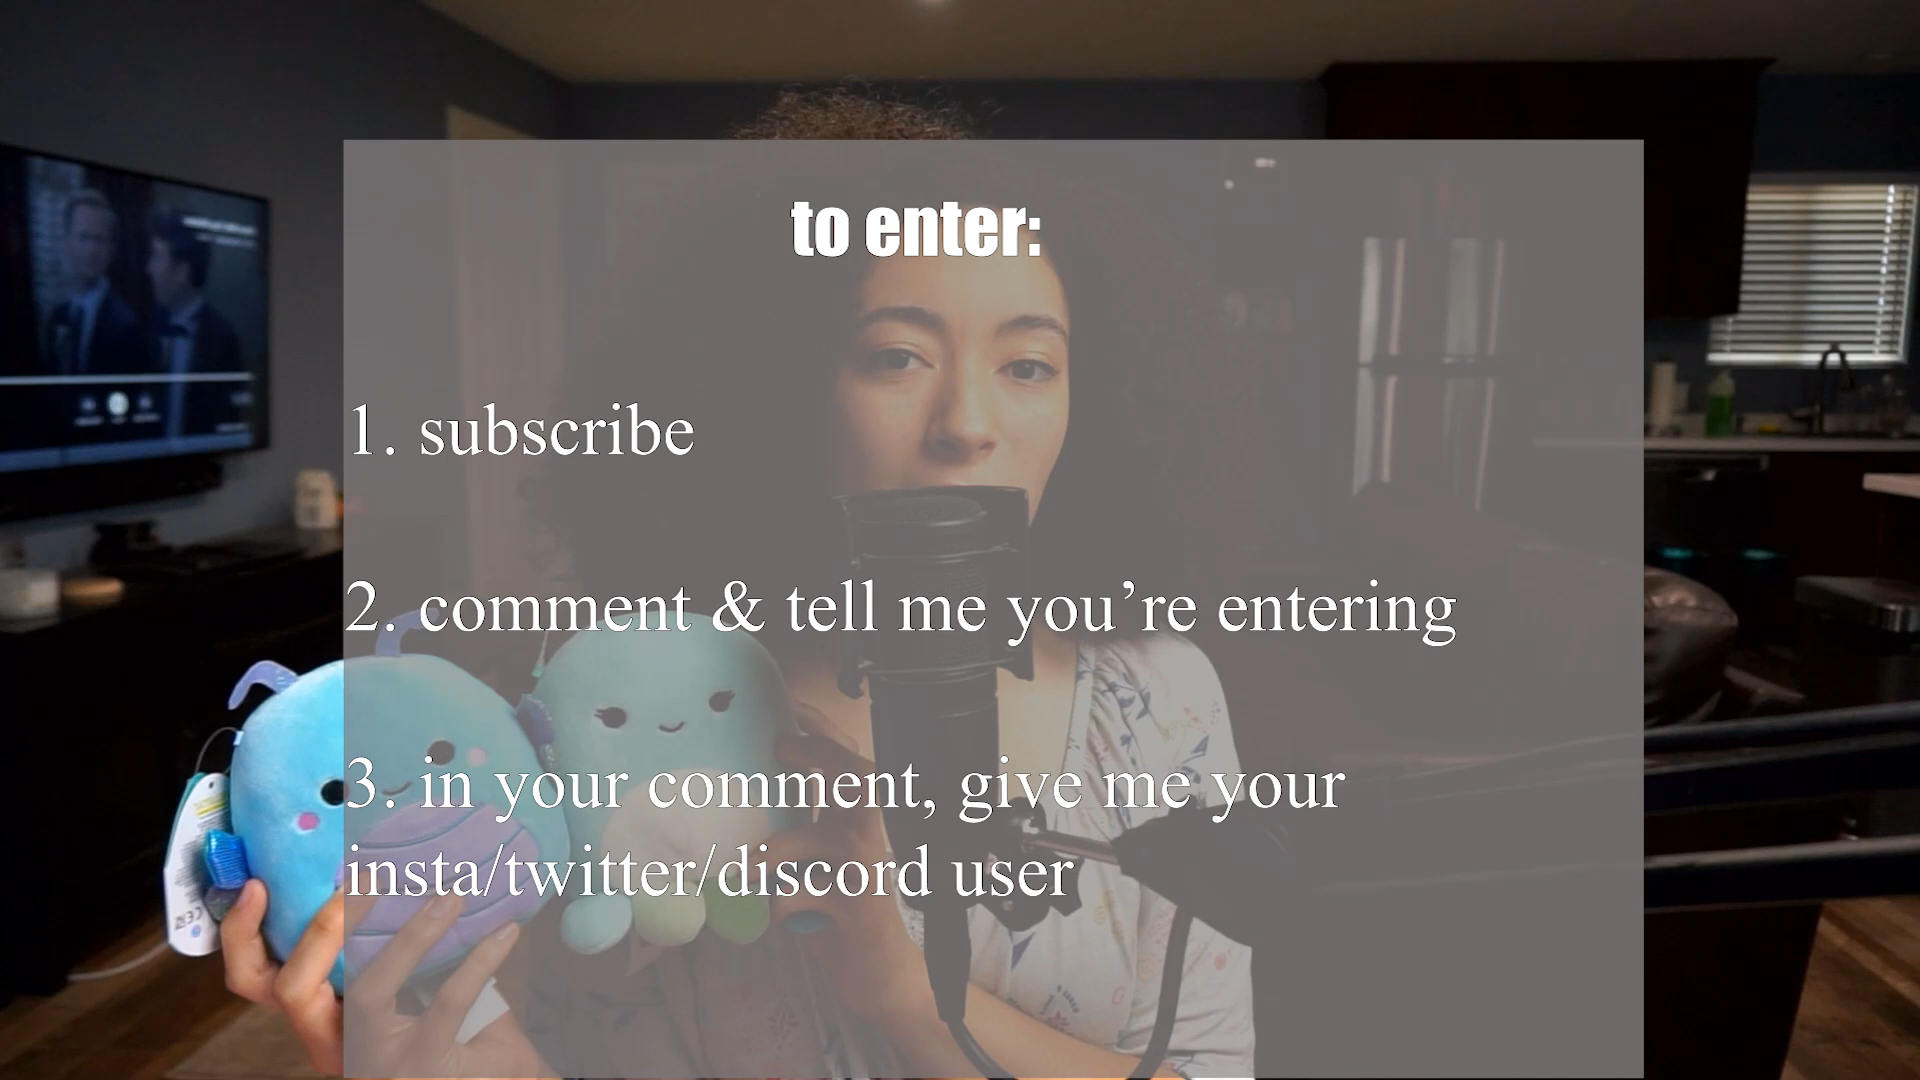 to enter:
1. subscribe
2. comment & tell me you’re entering
3. in your comment, give me your
insta/twitter/discord user